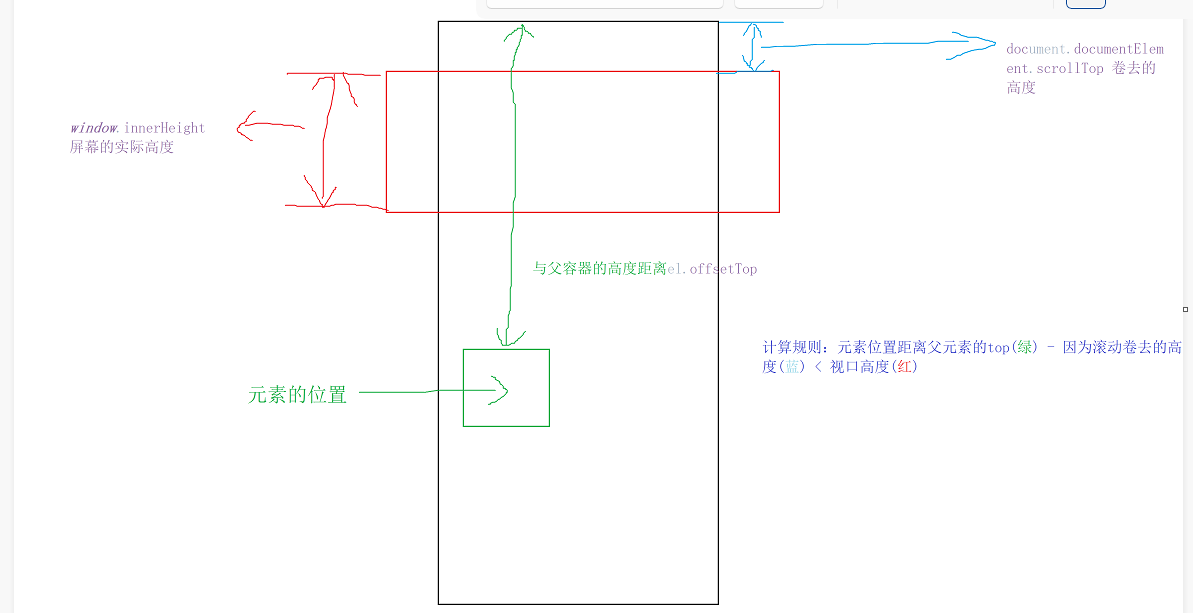 document.documentElem
ent.scrollTop 卷去的
高度
window.innerHeight
屏幕的实际高度
与父容器的高度距离el.offsetTop
计算规则：元素位置距离父元素的top(绿) - 因为滚动卷去的高
度(蓝) < 视口高度(红)
元素的位置